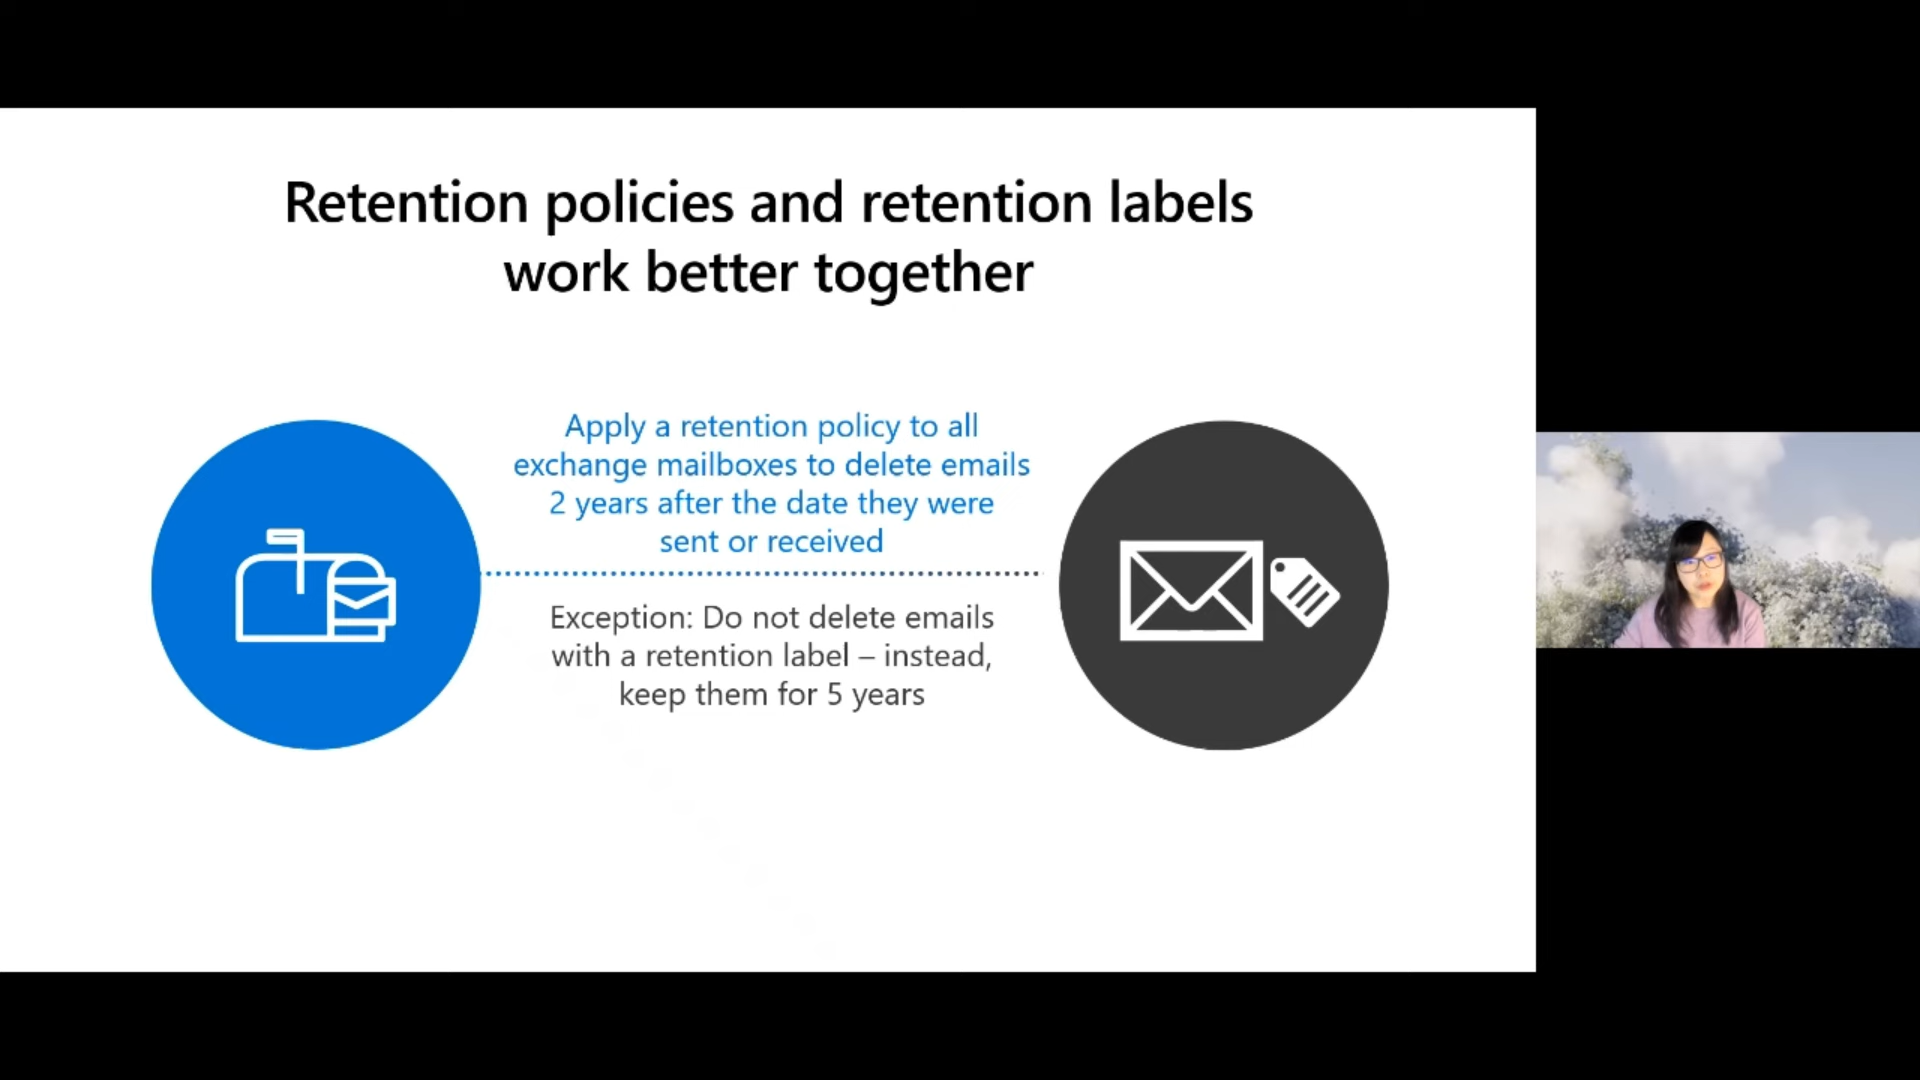 Retention policies and retention labels
work better together
Apply a retention policy to all
exchange mailboxes to delete emails
2 years after the date they were
sent or received
Exception: Do not delete emails
with a retention label – instead,
keep them for 5 years